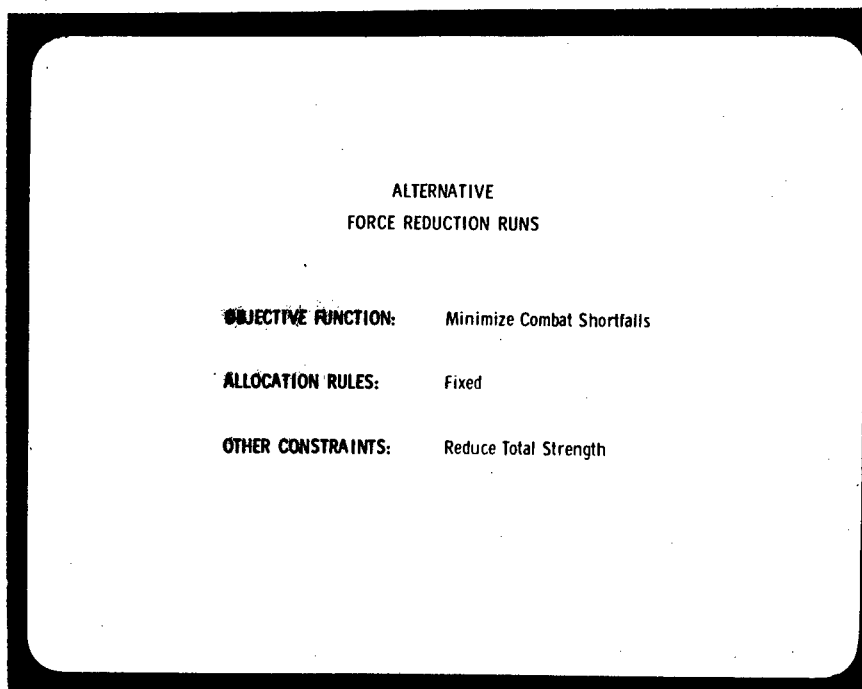 ALTERNATIVE
FORCE REDUCTION RUNS
OBJECTIVE FUNCTION: Minimize Combat Shortfalls
ALLOCATION RULES: Fixed
OTHER CONSTRAINTS: Reduce Total Strength